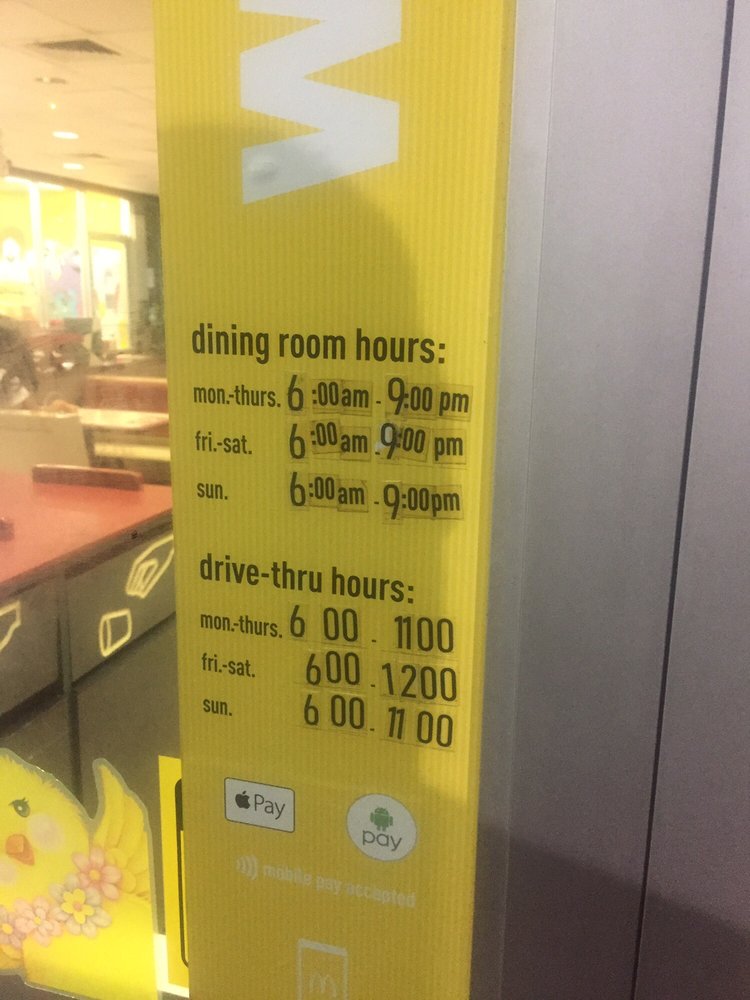 dining room hours:
mon.-thurs. 6:00am - 9:00 pm
fri.-sat. 6:00 am - 9:00 pm
sun. 6:00am - 9:00pm
drive-thru hours:
mon.-thurs. 6 00 - 1100
fri.-sat. 600 - 1200
sun. 6 00 - 11 00
Pay
pay
mobile pay accepted